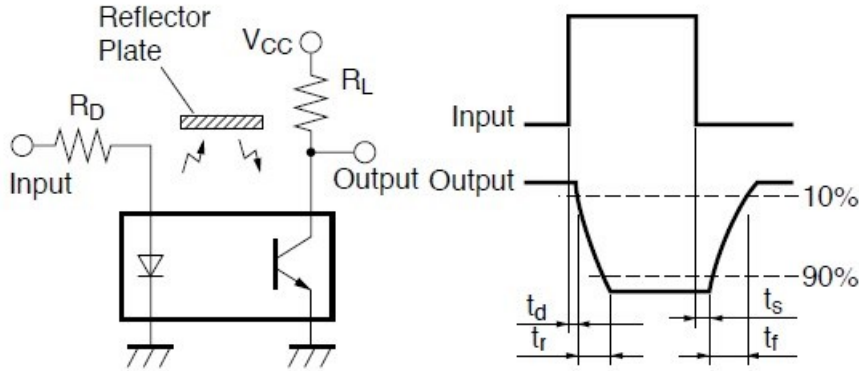 Reflector
Plate
VCC
RL
RD
Input
Output
Input
Output
10%
90%
td
tr
ts
tf